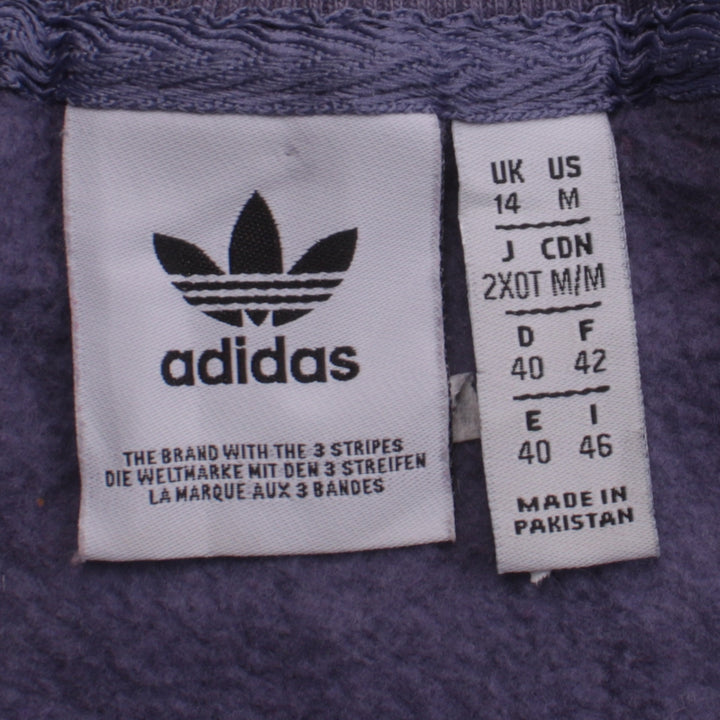 adidas
THE BRAND WITH THE 3 STRIPES
DIE WELTMARKE MIT DEN 3 STREIFEN
LA MARQUE AUX 3 BANDES
UK US
14 M
J CDN
2XOT M/M
D F
40 42
E I
40 46
MADE IN
PAKISTAN